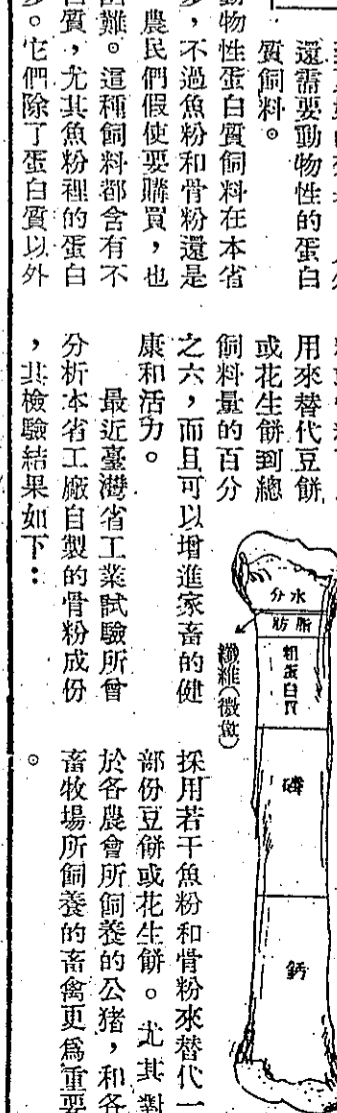 還需要動物性的蛋白
質飼料。
動物性蛋白質飼料在本省
多，不過魚粉和骨粉還是
農民們假使要購買，也
困難。這種飼料都含有不
白質，尤其魚粉裡的蛋白
多。它們除了蛋白質以外
用來替代豆餅
或花生餅到總
飼料量的百分
之六，而且可以增進家畜的健
康和活力。
最近臺灣省工業試驗所曾
分析本省工廠自製的骨粉成份
，其檢驗結果如下：
分水
肪脂
粗蛋白質
纖維(微量)
磷
鈣
採用若干魚粉和骨粉來替代一
部份豆餅或花生餅。尤其對
於各農會所飼養的公猪，和各
畜牧場所飼養的畜禽更爲重要
。